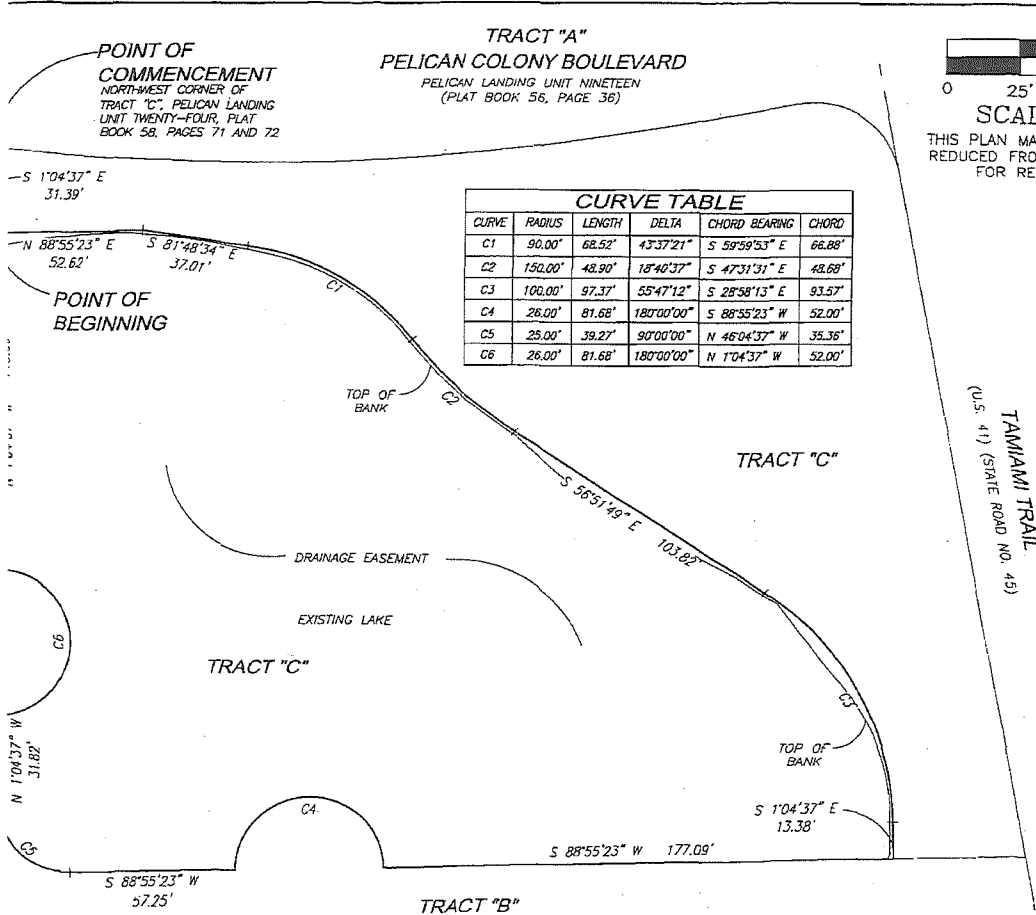 POINT OF
COMMENCEMENT
NORTHWEST CORNER OF
TRACT "C", PELICAN LANDING
UNIT TWENTY-FOUR, PLAT
BOOK 58, PAGES 71 AND 72
TRACT "A"
PELICAN COLONY BOULEVARD
PELICAN LANDING UNIT NINETEEN
(PLAT BOOK 56, PAGE 36)
0 25'
SCAL
THIS PLAN MA
REDUCED FRO
FOR RE
S 1°04'37" E
31.39'
N 88°55'23" E
52.62'
S 81°48'34" E
37.01'
POINT OF
BEGINNING
CURVE TABLE
CURVE RADIUS LENGTH DELTA CHORD BEARING CHORD
C1 90.00' 68.52' 43°37'21" S 59°59'53" E 66.88'
C2 150.00' 48.90' 18°40'37" S 47°31'31" E 48.68'
C3 100.00' 97.37' 55°47'12" S 28°58'13" E 93.57'
C4 26.00' 81.68' 180°00'00" S 88°55'23" W 52.00'
C5 25.00' 39.27' 90°00'00" N 46°04'37" W 35.36'
C6 26.00' 81.68' 180°00'00" N 1°04'37" W 52.00'
C1
TOP OF
BANK
C2
S 56°51'49" E
103.82'
TRACT "C"
TAMIAMI TRAIL
(U.S. 41) (STATE ROAD NO. 45)
DRAINAGE EASEMENT
EXISTING LAKE
TRACT "C"
C6
N 1°04'37" W
31.82'
C3
TOP OF
BANK
S 1°04'37" E
13.38'
C4
C5
S 88°55'23" W 177.09'
S 88°55'23" W
57.25'
TRACT "B"